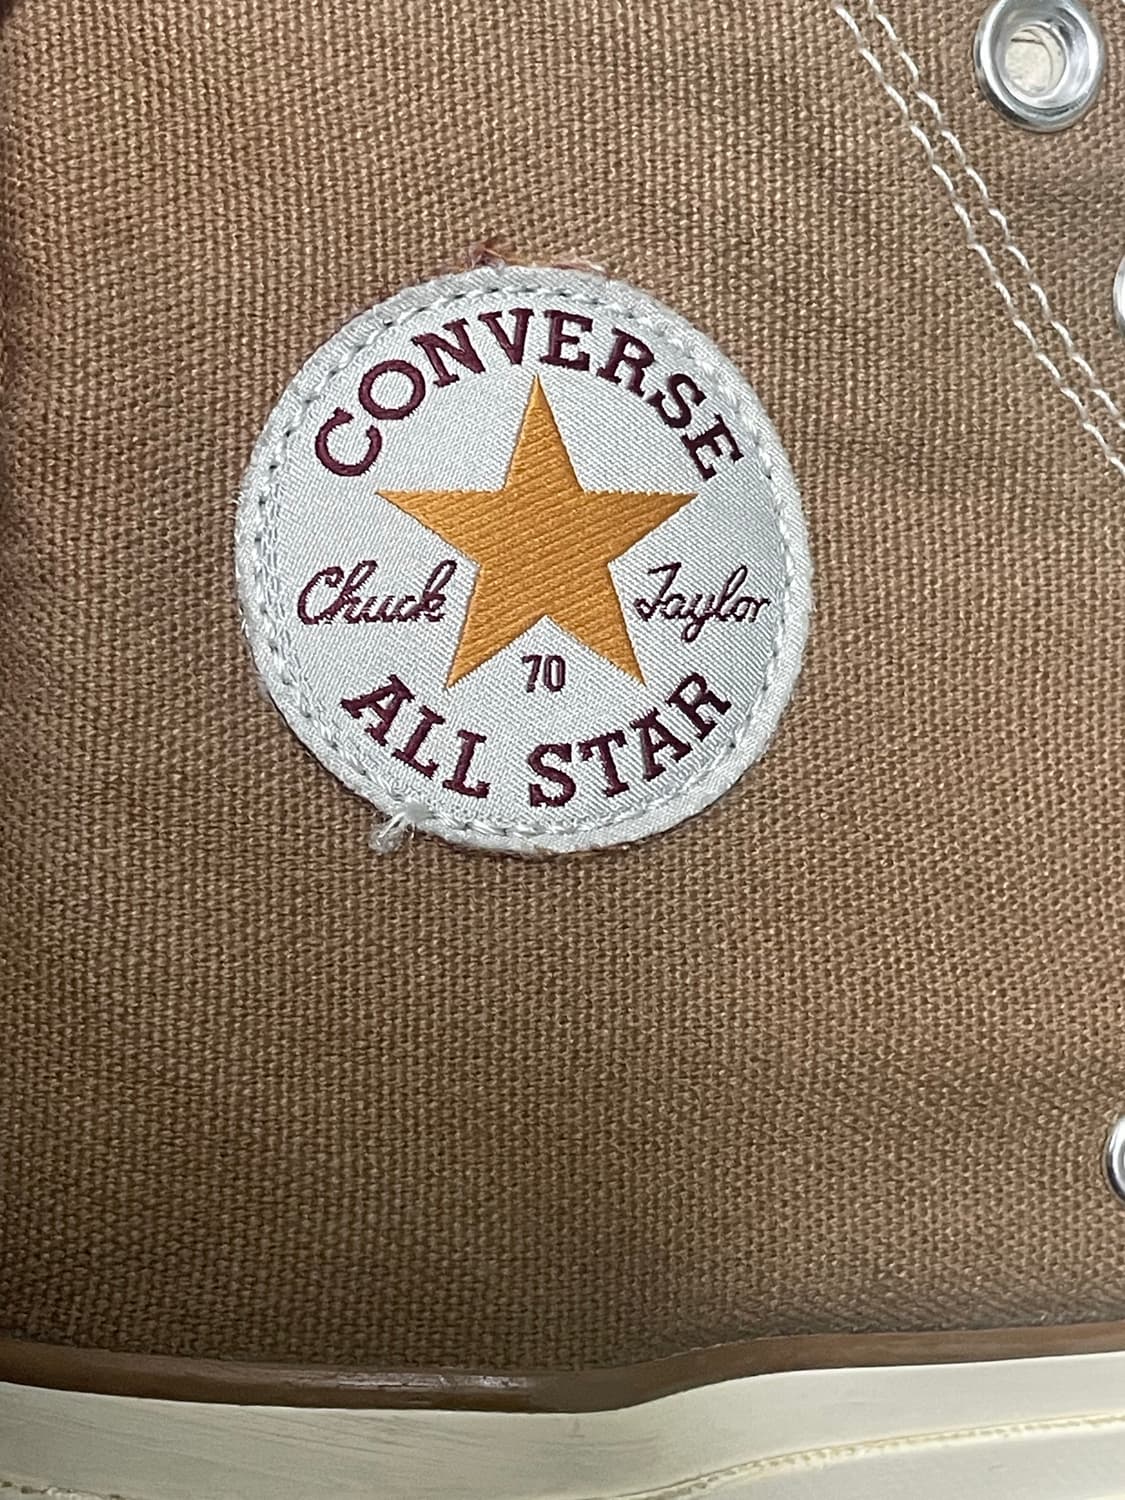 CONVERSE
Chuck Taylor
70
ALL STAR